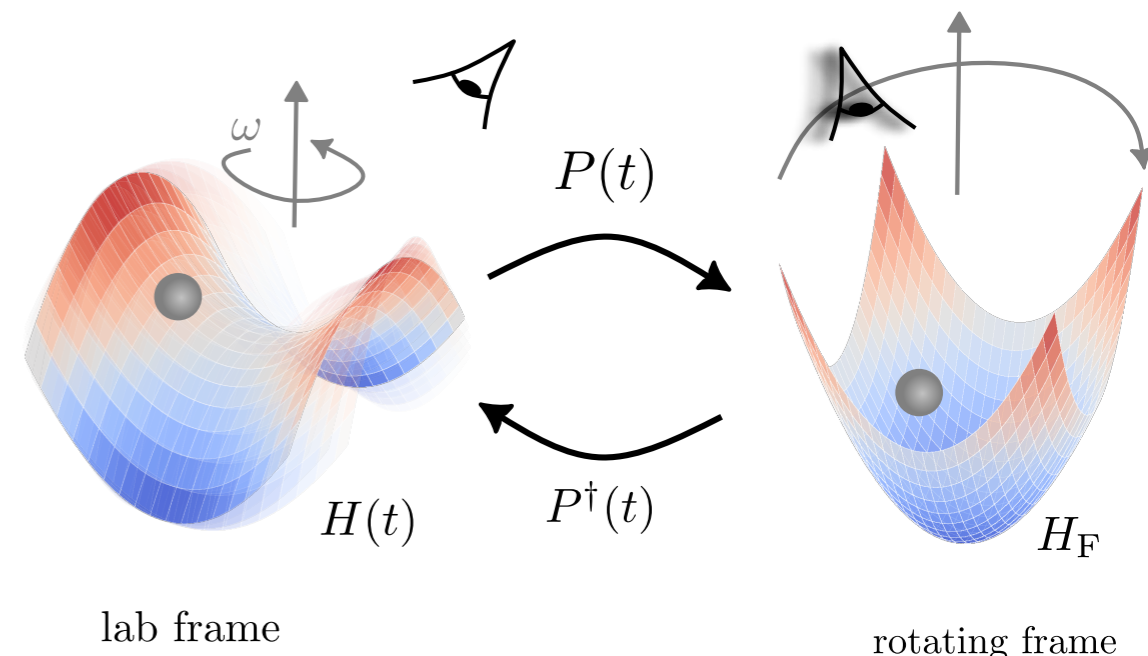 ω
P(t)
P†(t)
H(t)
H_F
lab frame
rotating frame